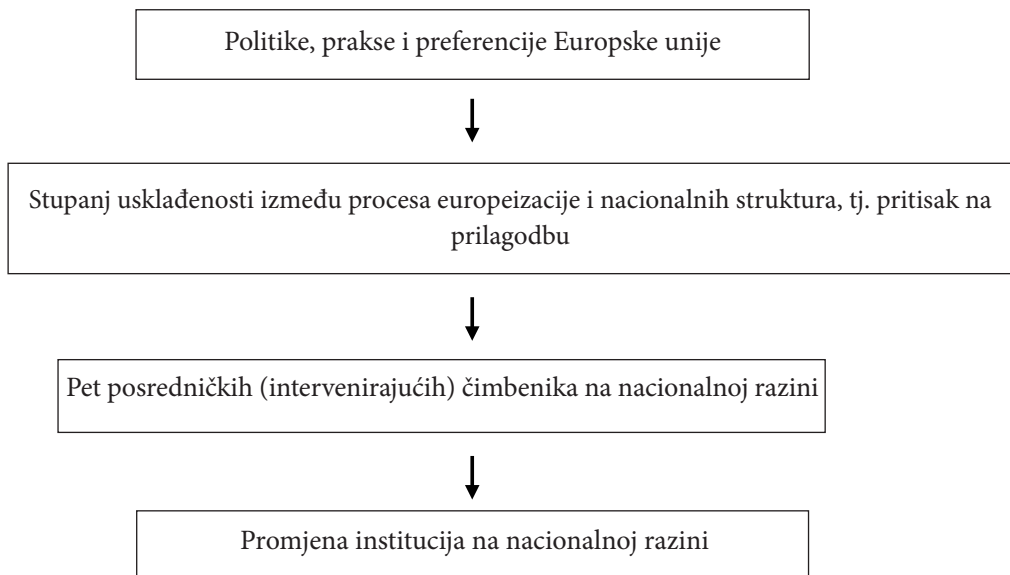 Politike, prakse i preferencije Europske unije
Stupanj usklađenosti između procesa europeizacije i nacionalnih struktura, tj. pritisak na
prilagodbu
Pet posredničkih (intervenirajućih) čimbenika na nacionalnoj razini
Promjena institucija na nacionalnoj razini